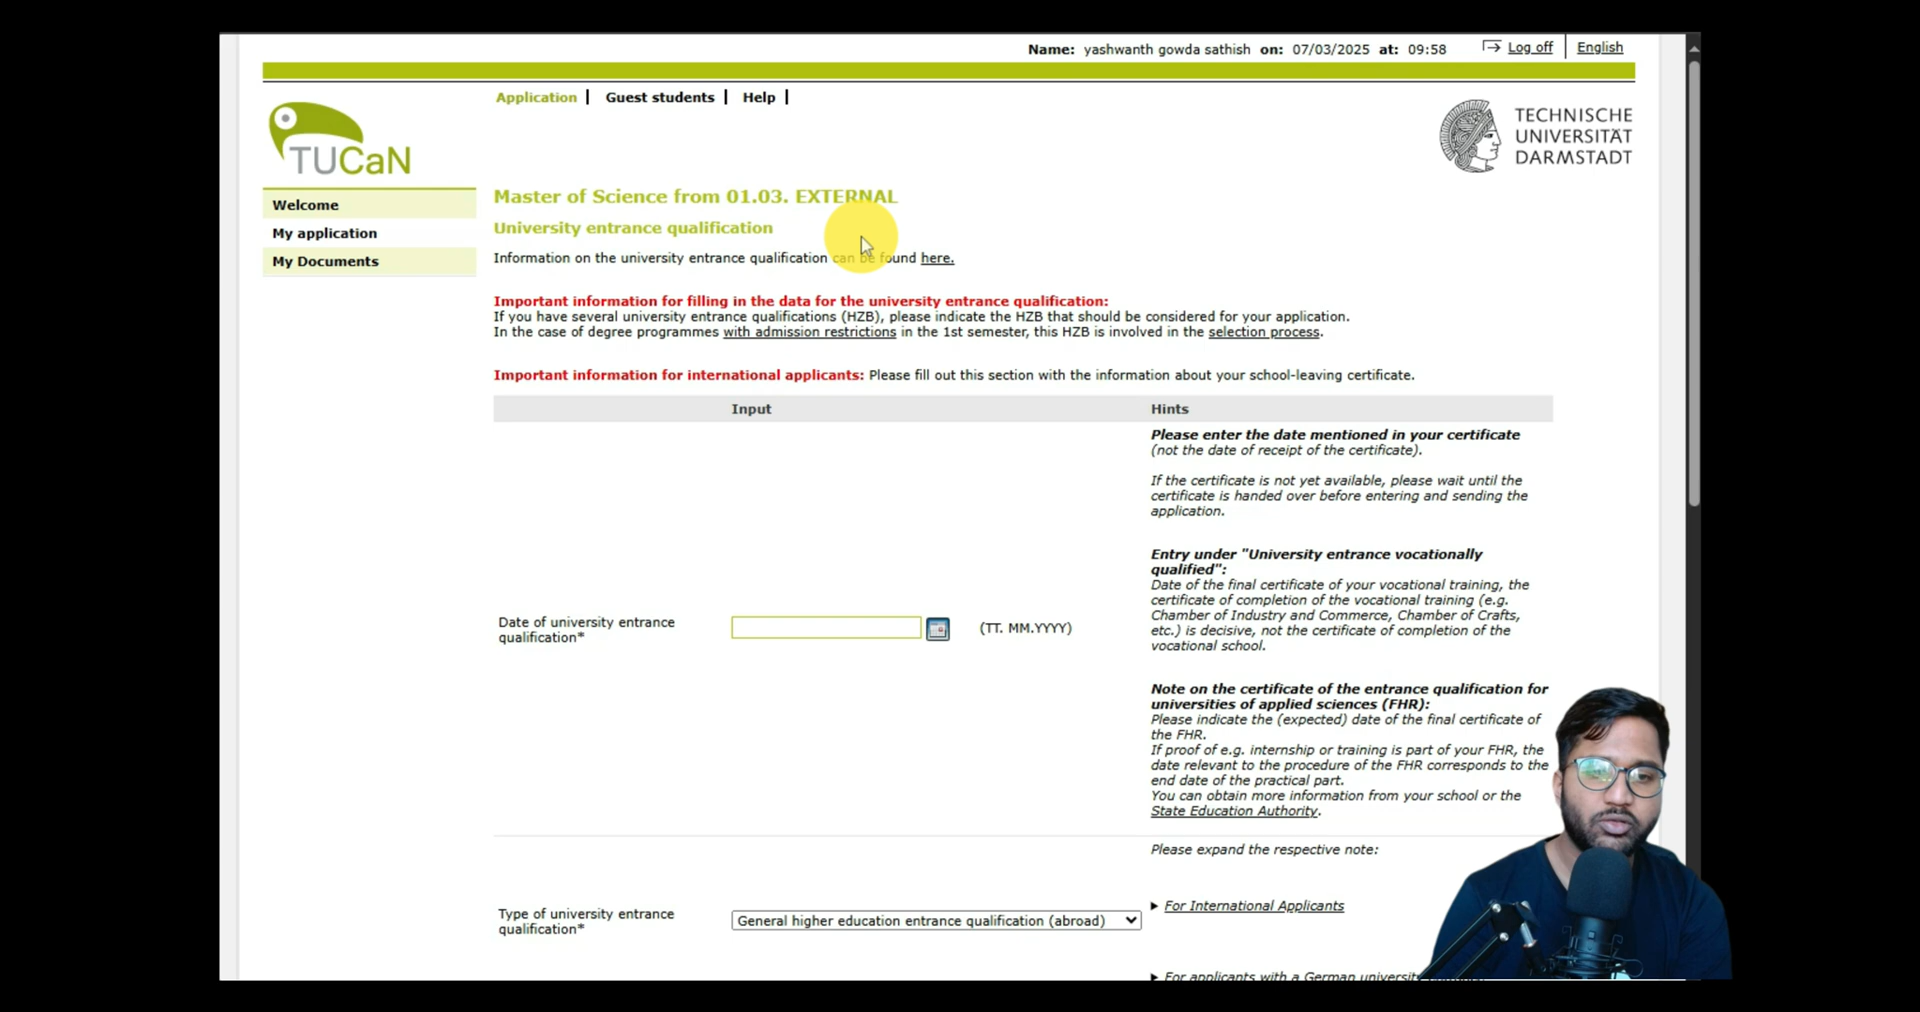 Name: yashwanth gowda sathish on: 07/03/2025 at: 09:58
Log off
English
Application
Guest students
Help
TUCaN
TECHNISCHE
UNIVERSITÄT
DARMSTADT
Welcome
My application
My Documents
Master of Science from 01.03. EXTERNAL
University entrance qualification
Information on the university entrance qualification can be found here.
Important information for filling in the data for the university entrance qualification:
If you have several university entrance qualifications (HZB), please indicate the HZB that should be considered for your application.
In the case of degree programmes with admission restrictions in the 1st semester, this HZB is involved in the selection process.
Important information for international applicants: Please fill out this section with the information about your school-leaving certificate.
Input
Hints
Date of university entrance
qualification*
(TT. MM.YYYY)
Please enter the date mentioned in your certificate
(not the date of receipt of the certificate).
If the certificate is not yet available, please wait until the
certificate is handed over before entering and sending the
application.
Entry under "University entrance vocationally
qualified":
Date of the final certificate of your vocational training, the
certificate of completion of the vocational training (e.g.
Chamber of Industry and Commerce, Chamber of Crafts,
etc.) is decisive, not the certificate of completion of the
vocational school.
Note on the certificate of the entrance qualification for
universities of applied sciences (FHR):
Please indicate the (expected) date of the final certificate of
the FHR.
If proof of e.g. internship or training is part of your FHR, the
date relevant to the procedure of the FHR corresponds to the
end date of the practical part.
You can obtain more information from your school or the
State Education Authority.
Type of university entrance
qualification*
General higher education entrance qualification (abroad)
Please expand the respective note:
For International Applicants
For applicants with a German university